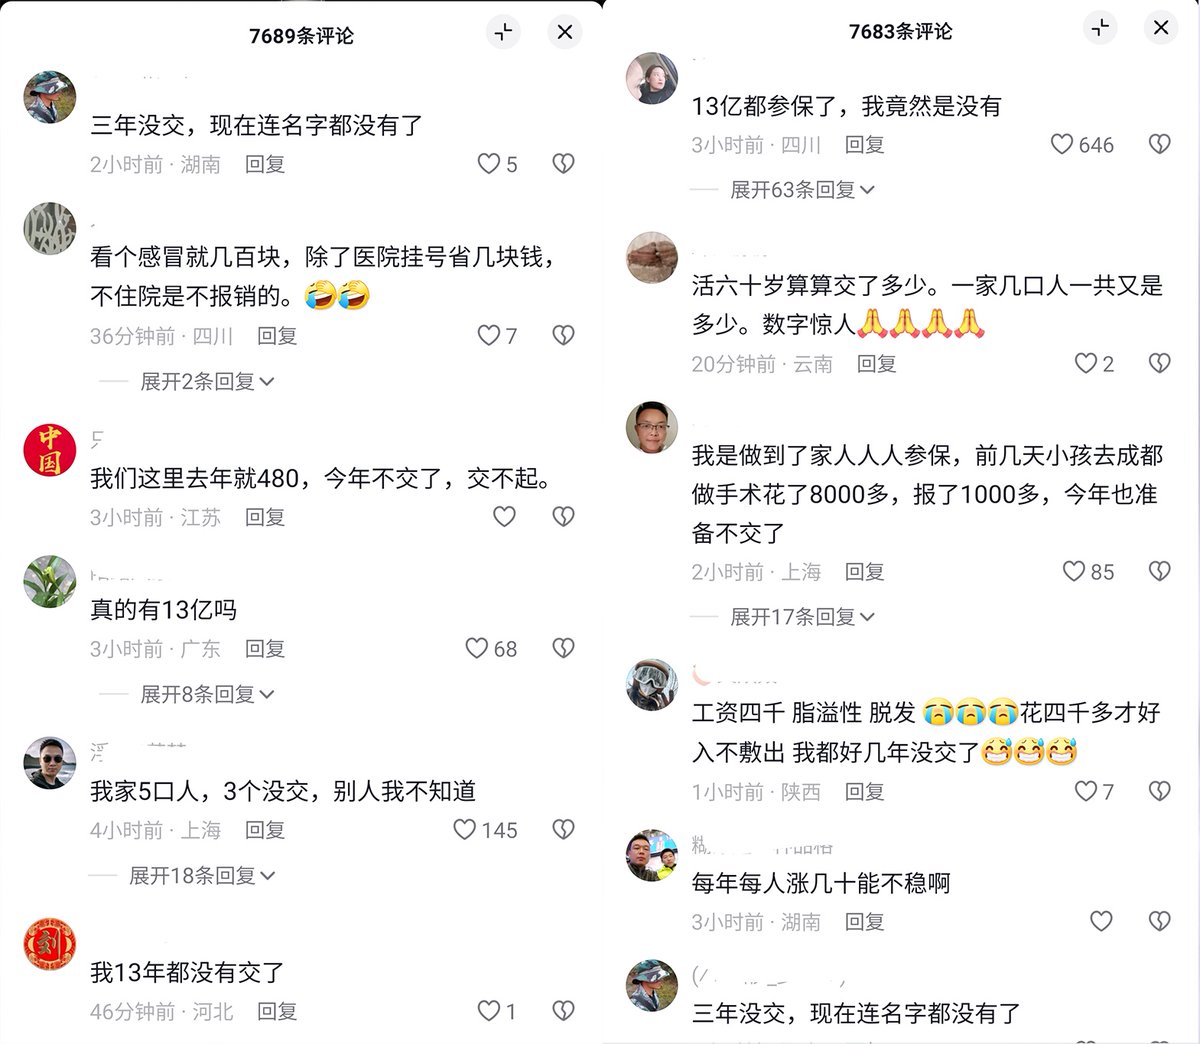 7689条评论
三年没交，现在连名字都没有了
2小时前 · 湖南 回复
5
看个感冒就几百块，除了医院挂号省几块钱，
不住院是不报销的。🤣🤣
36分钟前 · 四川 回复
7
展开2条回复
中国
我们这里去年就480，今年不交了，交不起。
3小时前 · 江苏 回复
真的有13亿吗
3小时前 · 广东 回复
68
展开8条回复
我家5口人，3个没交，别人我不知道
4小时前 · 上海 回复
145
展开18条回复
刘
我13年都没有交了
46分钟前 · 河北 回复
1
7683条评论
13亿都参保了，我竟然是没有
3小时前 · 四川 回复
646
展开63条回复
活六十岁算算交了多少。一家几口人一共又是
多少。数字惊人🙏🙏🙏🙏
20分钟前 · 云南 回复
2
我是做到了家人人人参保，前几天小孩去成都
做手术花了8000多，报了1000多，今年也准
备不交了
2小时前 · 上海 回复
85
展开17条回复
工资四千 脂溢性 脱发 😭😭😭花四千多才好
入不敷出 我都好几年没交了😅😅😅
1小时前 · 陕西 回复
7
每年每人涨几十能不稳啊
3小时前 · 湖南 回复
三年没交，现在连名字都没有了